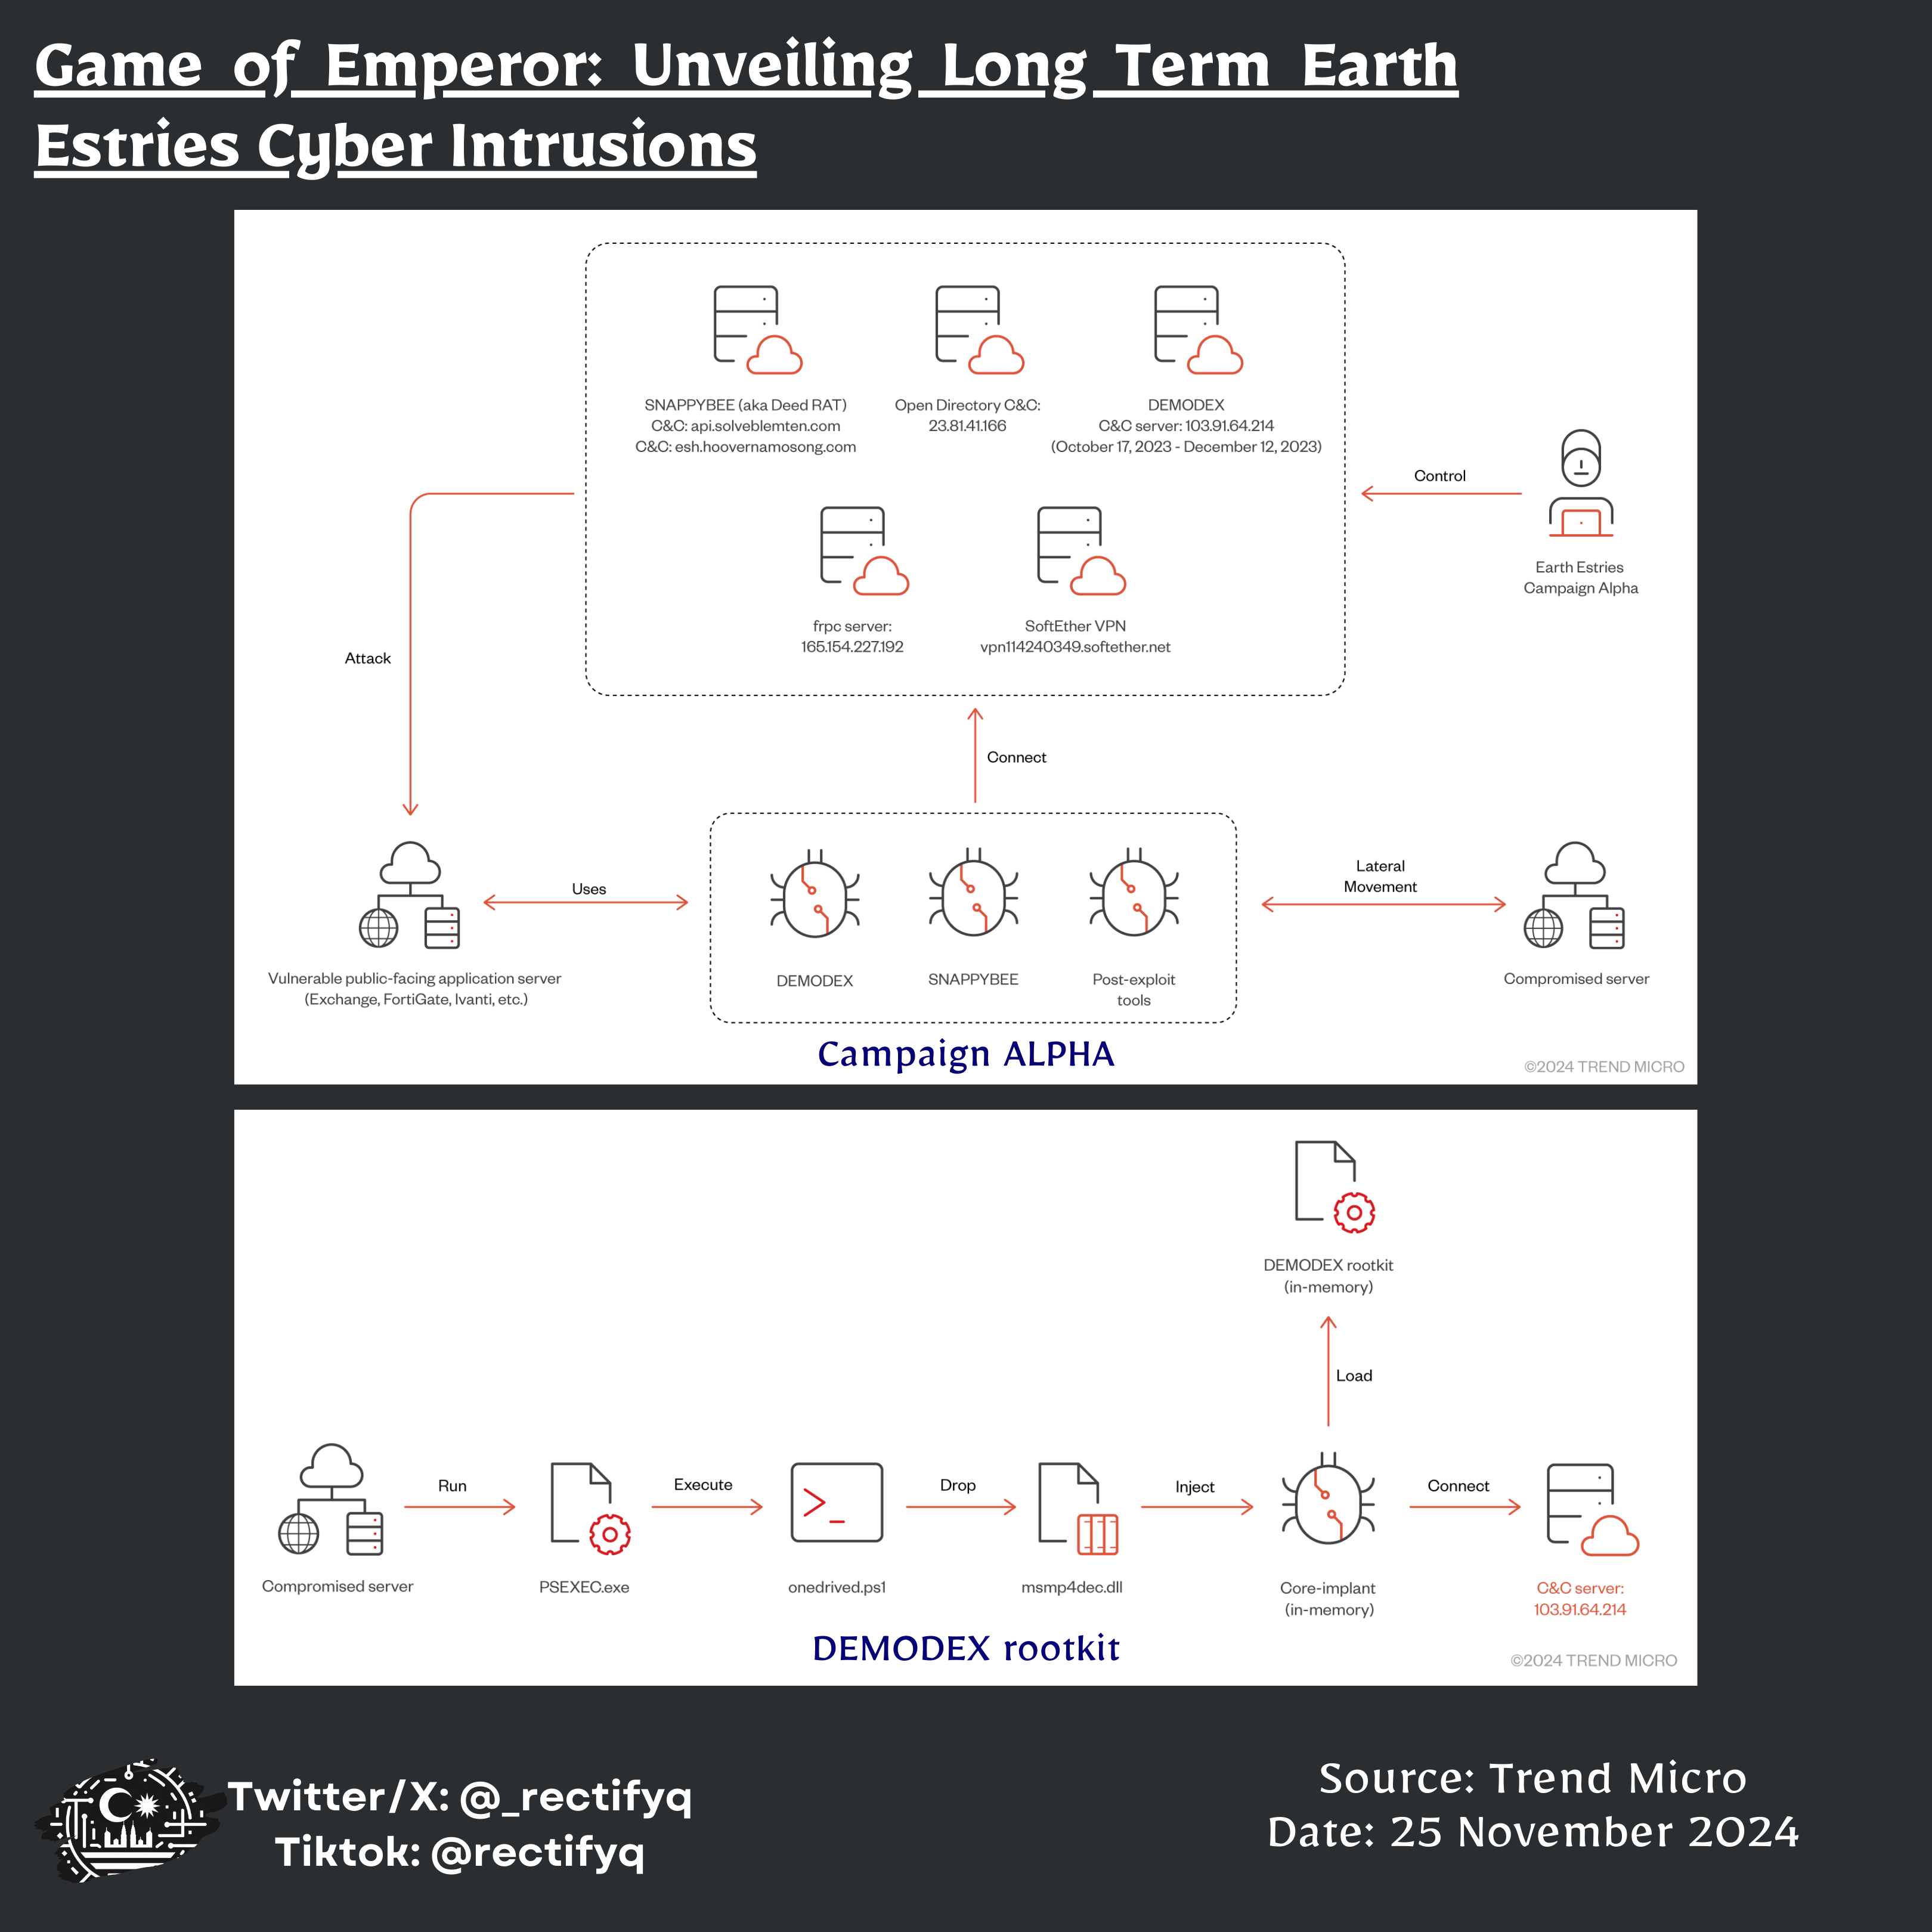 Game of Emperor: Unveiling Long Term Earth
Estries Cyber Intrusions
SNAPPYBEE (aka Deed RAT)
C&C: api.solveblemten.com
C&C: esh.hoovernamosong.com
Open Directory C&C:
23.81.41.166
DEMODEX
C&C server: 103.91.64.214
(October 17, 2023 - December 12, 2023)
Control
Earth Estries
Campaign Alpha
frpc server:
165.154.227.192
SoftEther VPN
vpn114240349.softether.net
Attack
Connect
Uses
Lateral
Movement
Vulnerable public-facing application server
(Exchange, FortiGate, Ivanti, etc.)
DEMODEX
SNAPPYBEE
Post-exploit
tools
Compromised server
Campaign ALPHA
©2024 TREND MICRO
DEMODEX rootkit
(in-memory)
Load
Run
Execute
Drop
Inject
Connect
Compromised server
PSEXEC.exe
onedrived.ps1
msmp4dec.dll
Core-implant
(in-memory)
C&C server:
103.91.64.214
DEMODEX rootkit
©2024 TREND MICRO
Twitter/X: @_rectifyq
Tiktok: @rectifyq
Source: Trend Micro
Date: 25 November 2024